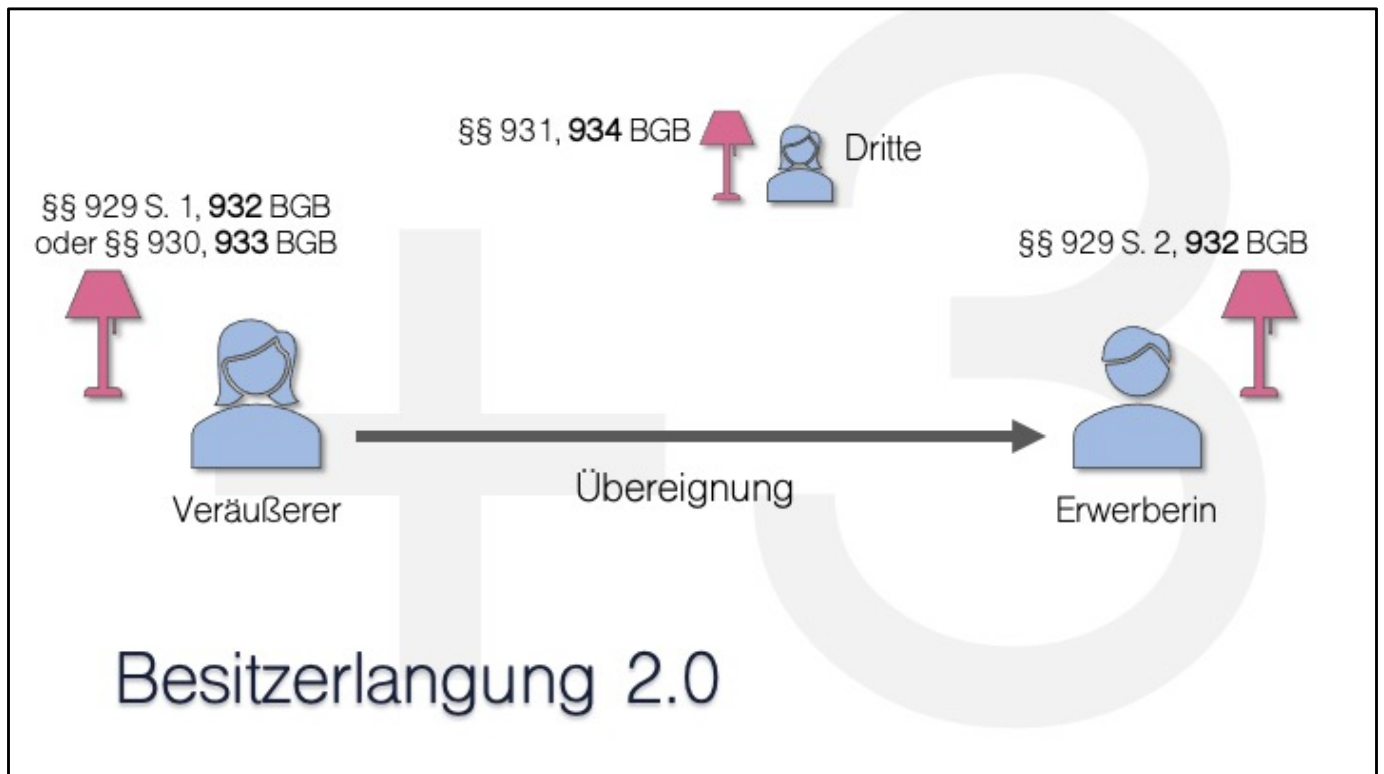 §§ 931, 934 BGB
Dritte
§§ 929 S. 1, 932 BGB
oder §§ 930, 933 BGB
§§ 929 S. 2, 932 BGB
Übereignung
Veräußerer
Erwerberin
Besitzerlangung 2.0
+3